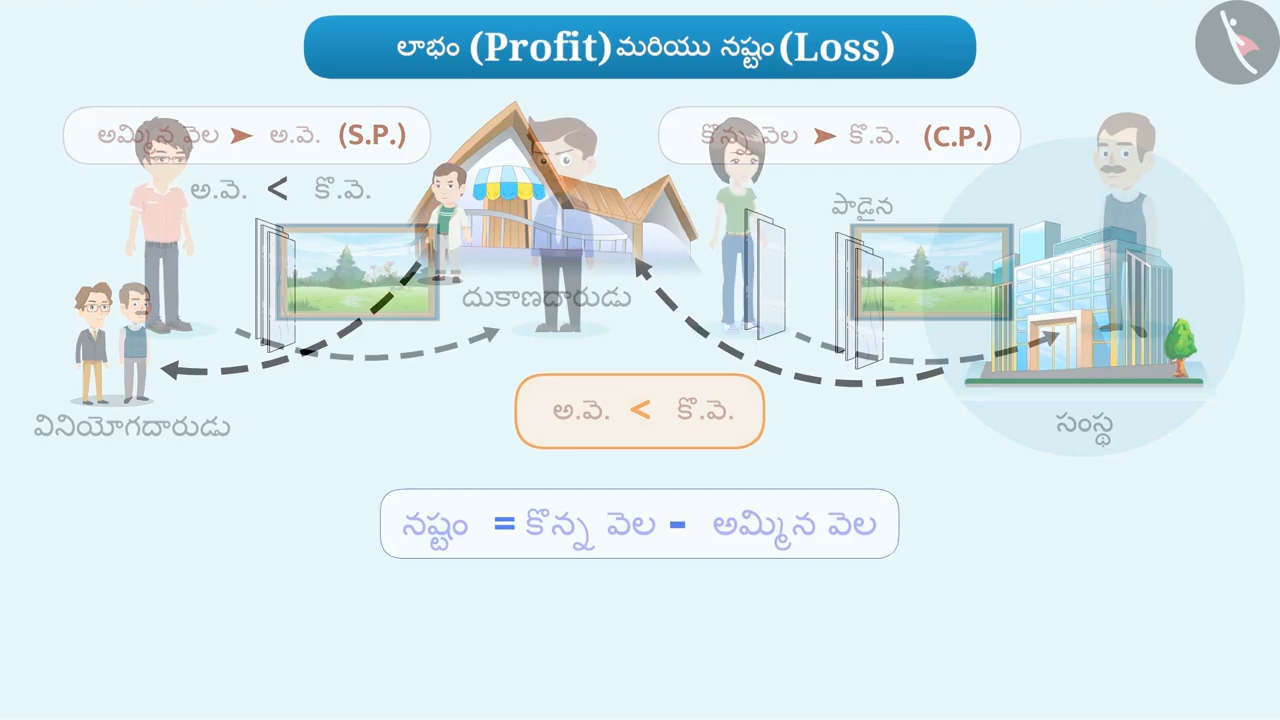 లాభం (Profit) మరియు నష్టం (Loss)
అమ్మిన వెల ➤ అ.వె. (S.P.)
కొన్న వెల ➤ కొ.వె. (C.P.)
అ.వె. < కొ.వె.
పాడైన
దుకాణదారుడు
వినియోగదారుడు
సంస్థ
అ.వె. < కొ.వె.
నష్టం = కొన్న వెల - అమ్మిన వెల